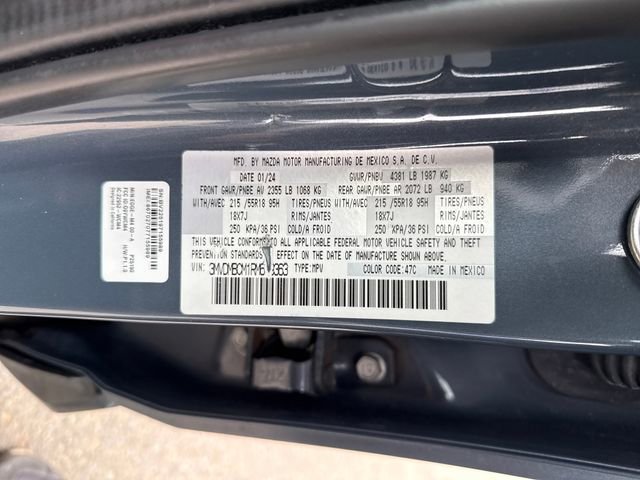 MFD. BY MAZDA MOTOR MANUFACTURING DE MEXICO S.A. DE C.V.
DATE 01/24 GVWR/PNBV 4381 LB 1987 KG
FRONT GAWR/PNBE AV 2355 LB 1068 KG REAR GAWR/PNBE AR 2072 LB 940 KG
WITH/AVEC 215 /55R18 95H TIRES/PNEUS WITH/AVEC 215 /55R18 95H TIRES/PNEUS
18X7J RIMS/JANTES 18X7J RIMS/JANTES
250 KPA/36 PSI COLD/A FROID 250 KPA/36 PSI COLD/A FROID
THIS VEHICLE CONFORMS TO ALL APPLICABLE FEDERAL MOTOR VEHICLE SAFETY AND THEFT
PREVENTION STANDARDS IN EFFECT ON THE DATE OF MANUFACTURE SHOWN ABOVE.
VIN: TYPE: MPV COLOR CODE: 47C MADE IN MEXICO